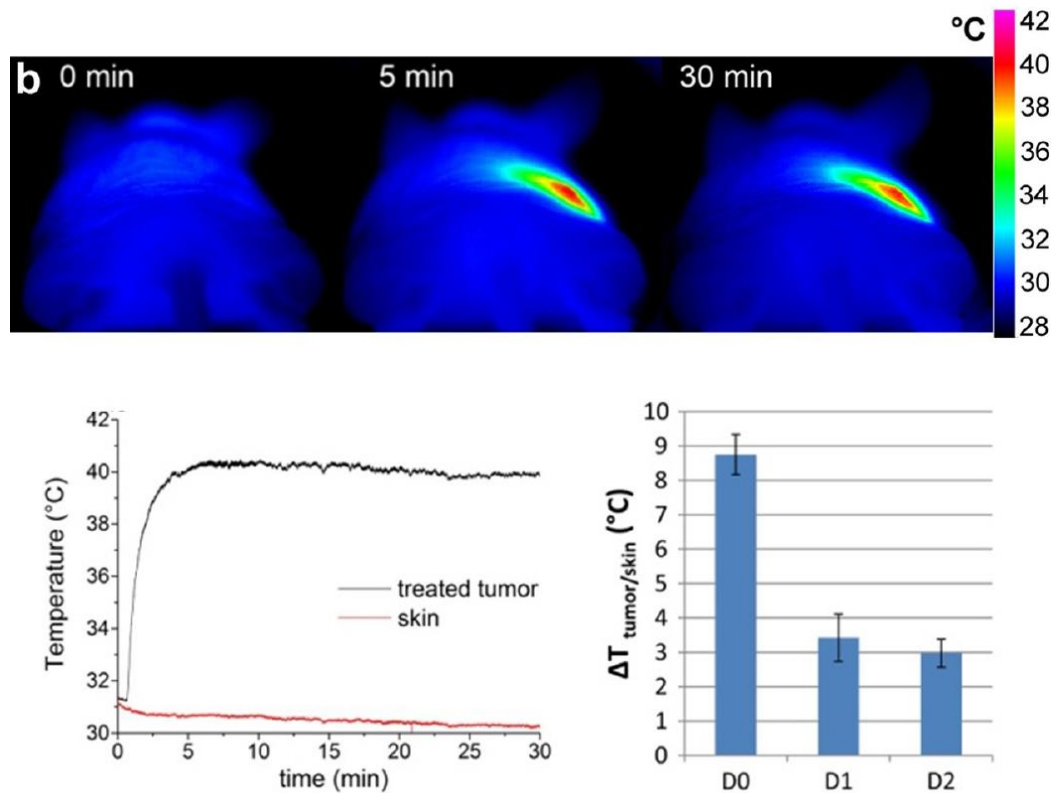 °C
42
40
38
36
34
32
30
28
b 0 min 5 min 30 min
42
40
38
36
34
32
30
0 5 10 15 20 25 30
Temperature (°C)
time (min)
treated tumor
skin
10
9
8
7
6
5
4
3
2
1
0
ΔT tumor/skin (°C)
D0 D1 D2